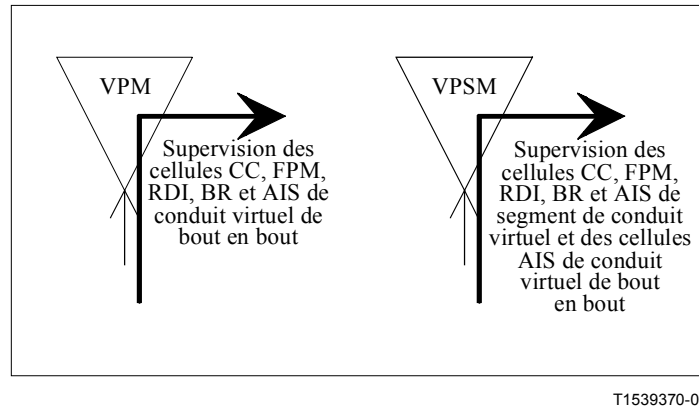 VPM
Supervision des
cellules CC, FPM,
RDI, BR et AIS de
conduit virtuel de
bout en bout
VPSM
Supervision des
cellules CC, FPM,
RDI, BR et AIS de
segment de conduit
virtuel et des cellules
AIS de conduit
virtuel de bout
en bout
T1539370-0